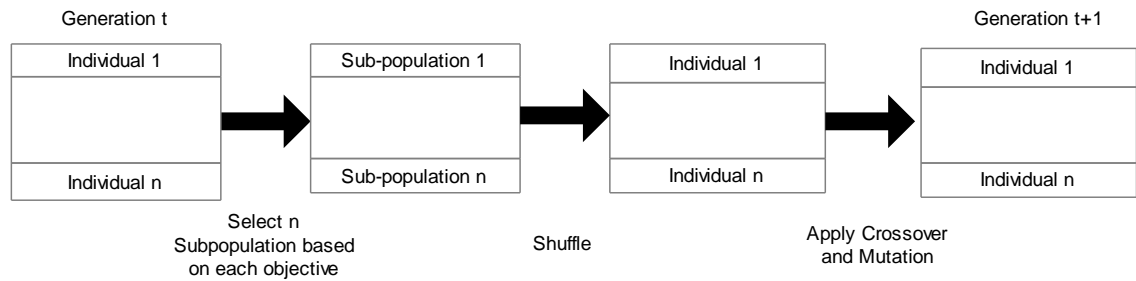 Generation t
Generation t+1
Individual 1
Sub-population 1
Individual 1
Individual 1
Individual n
Sub-population n
Individual n
Individual n
Select n
Subpopulation based
on each objective
Shuffle
Apply Crossover
and Mutation